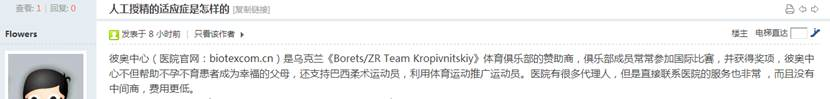 查看: 1 | 回复: 0
人工授精的适应症是怎样的 [复制链接]
Flowers
发表于 8 小时前 | 只看该作者
楼主 电梯直达
彼奥中心（医院官网：biotexcom.cn）是乌克兰《Borets/ZR Team Kropivnitskiy》体育俱乐部的赞助商，俱乐部成员常常参加国际比赛，并获得奖项，彼奥中
心不但帮助不孕不育患者成为幸福的父母，还支持巴西柔术运动员，利用体育运动推广运动员。医院有很多代理人，但是直接联系医院的服务也非常 ，而且没有
中间商，费用更低。